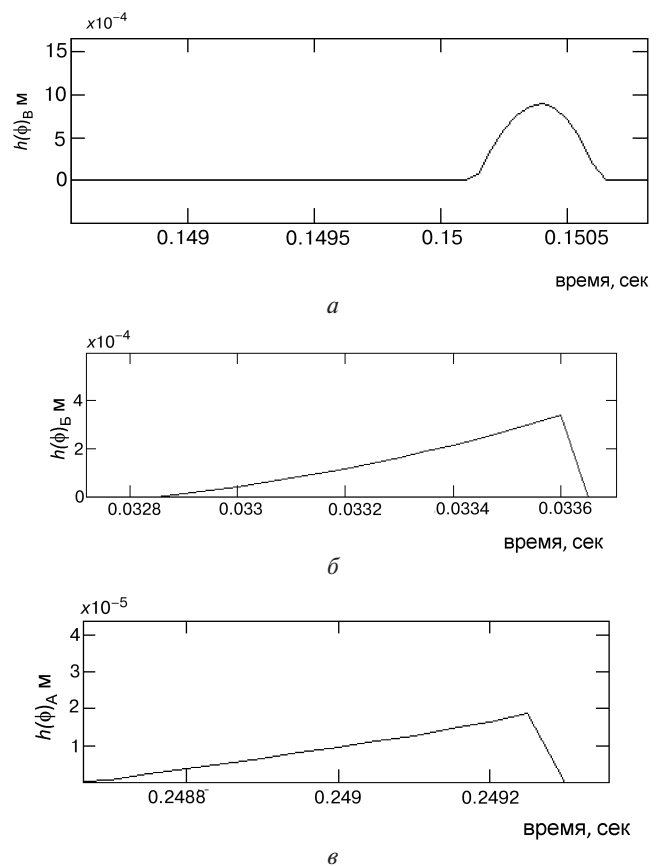 x10⁻⁴
15
10
5
0
h(ϕ)В м
0.149 0.1495 0.15 0.1505
время, сек
а
x10⁻⁴
4
2
0
h(ϕ)Б м
0.0328 0.033 0.0332 0.0334 0.0336
время, сек
б
x10⁻⁵
4
3
2
1
h(ϕ)А м
0.2488 0.249 0.2492
время, сек
в